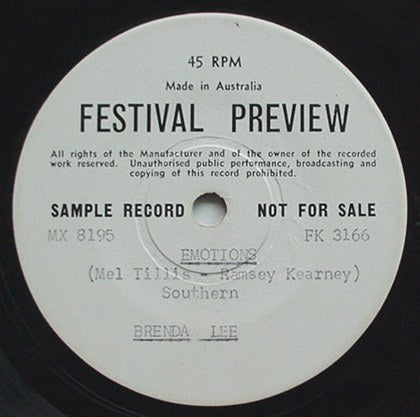 45 RPM
Made in Australia
FESTIVAL PREVIEW
All rights of the Manufacturer and of the owner of the recorded
work reserved. Unauthorised public performance, broadcasting and
copying of this record prohibited.
SAMPLE RECORD NOT FOR SALE
MX 8195 FK 3166
EMOTIONS
(Mel Tillis - Ramsey Kearney)
Southern
BRENDA LEE